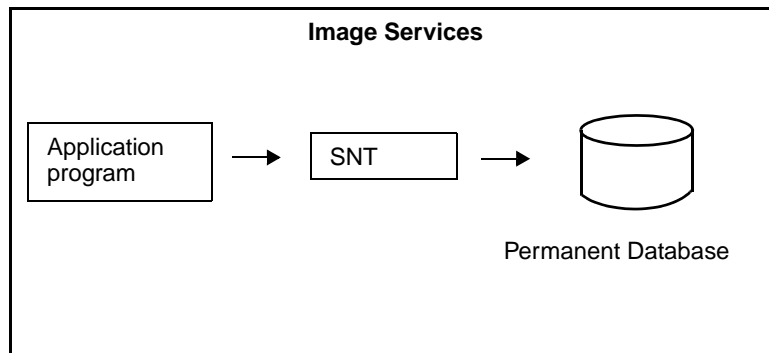 Image Services
Application
program
SNT
Permanent Database